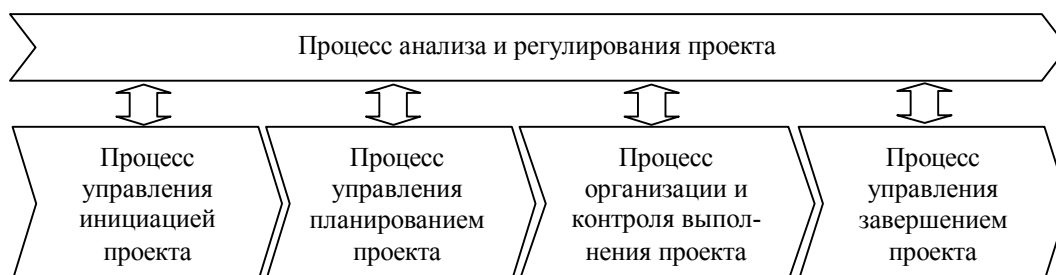 Процесс анализа и регулирования проекта
Процесс
управления
инициацией
проекта
Процесс
управления
планированием
проекта
Процесс
организации и
контроля выпол-
нения проекта
Процесс
управления
завершением
проекта